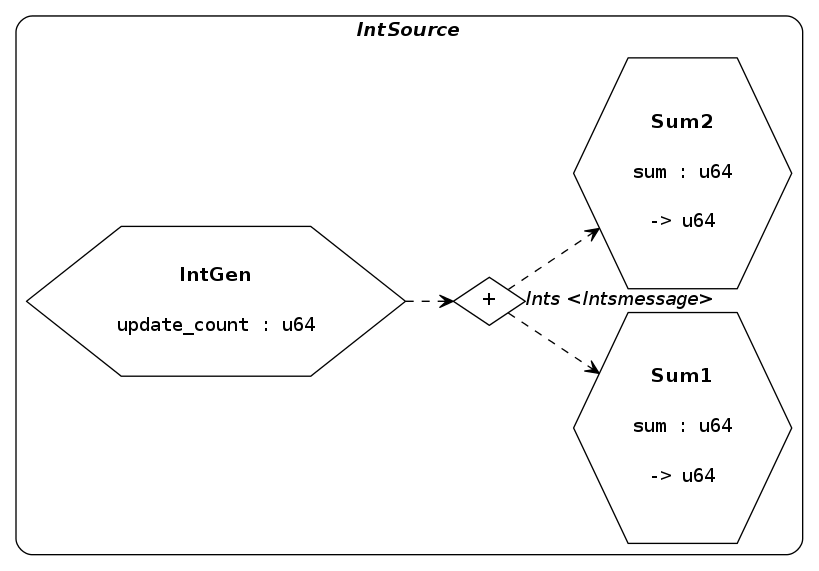 IntSource
IntGen
update_count : u64
+
Ints <Intsmessage>
Sum2
sum : u64
-> u64
Sum1
sum : u64
-> u64